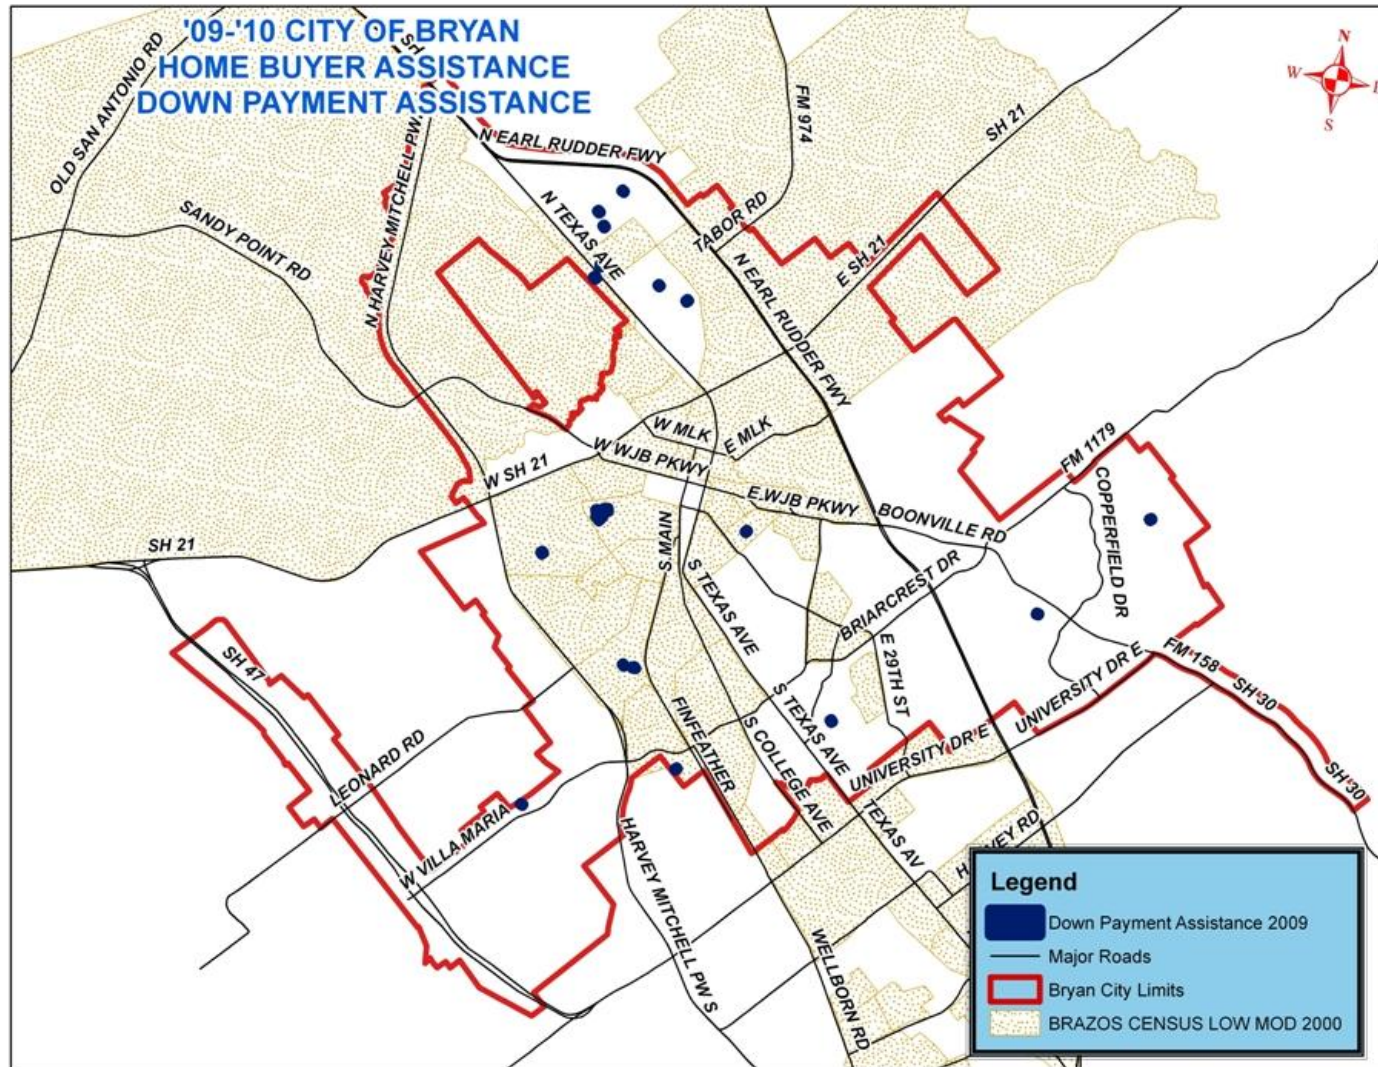 '09-'10 CITY OF BRYAN
HOME BUYER ASSISTANCE
DOWN PAYMENT ASSISTANCE
SH
N
W
S
OLD SAN ANTONIO RD
N HARVEY MITCHELL PW
N EARL RUDDER FWY
FM 974
SH 21
SANDY POINT RD
N TEXAS AVE
TABOR RD
E SH 21
N EARL RUDDER FWY
W MLK
E MLK
W WJB PKWY
W SH 21
E WJB PKWY
BOONVILLE RD
FM 1179
COPPERFIELD DR
SH 21
S MAIN
S TEXAS AVE
BRIARCREST DR
E 29TH ST
SH 47
FM 158
SH 30
UNIVERSITY DR E
SH 30
LEONARD RD
FINFEATHER
S COLLEGE AVE
S TEXAS AVE
UNIVERSITY DR E
W VILLA MARIA
HARVEY MITCHELL PW S
TEXAS AV
WELLBORN RD
Legend
Down Payment Assistance 2009
Major Roads
Bryan City Limits
BRAZOS CENSUS LOW MOD 2000